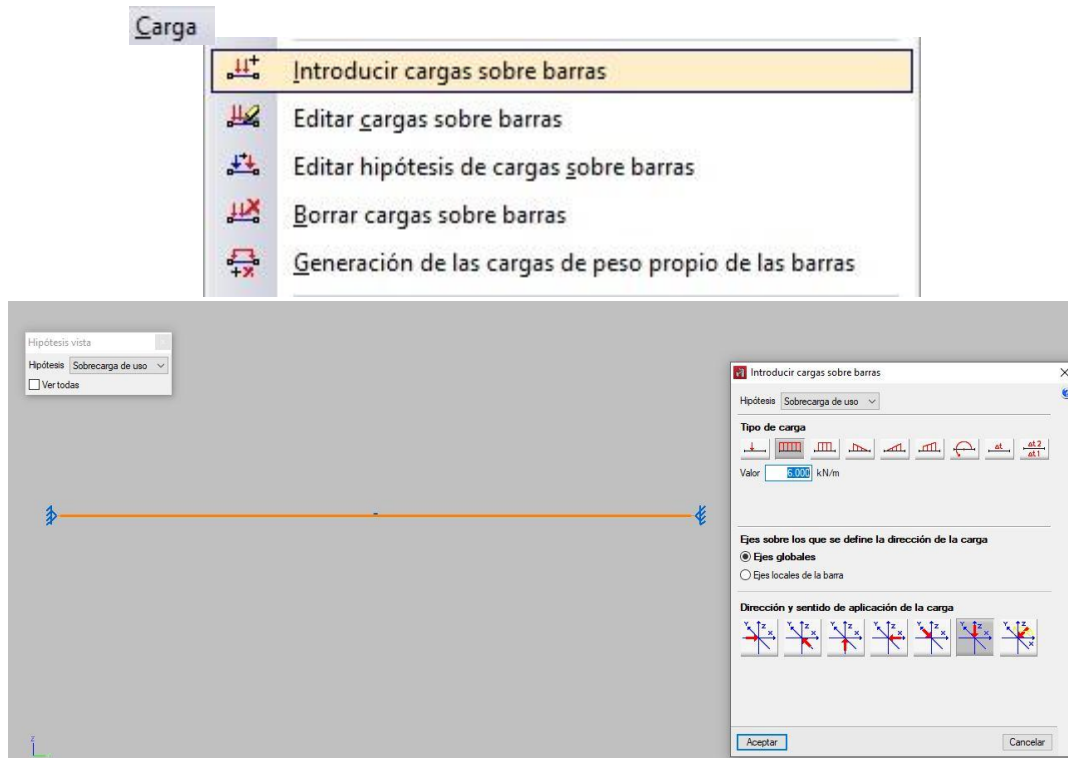 Carga
Introducir cargas sobre barras
Editar cargas sobre barras
Editar hipótesis de cargas sobre barras
Borrar cargas sobre barras
Generación de las cargas de peso propio de las barras
Hipótesis vista
Hipótesis Sobrecarga de uso
Ver todas
Introducir cargas sobre barras
Hipótesis Sobrecarga de uso
Tipo de carga
Δt Δt2 Δt1
Valor 6.000 kN/m
Ejes sobre los que se define la dirección de la carga
Ejes globales
Ejes locales de la barra
Dirección y sentido de aplicación de la carga
Y Z X Y Z X Y Z X Y Z X Y Z X Y Z X Y Z X
Aceptar Cancelar
z